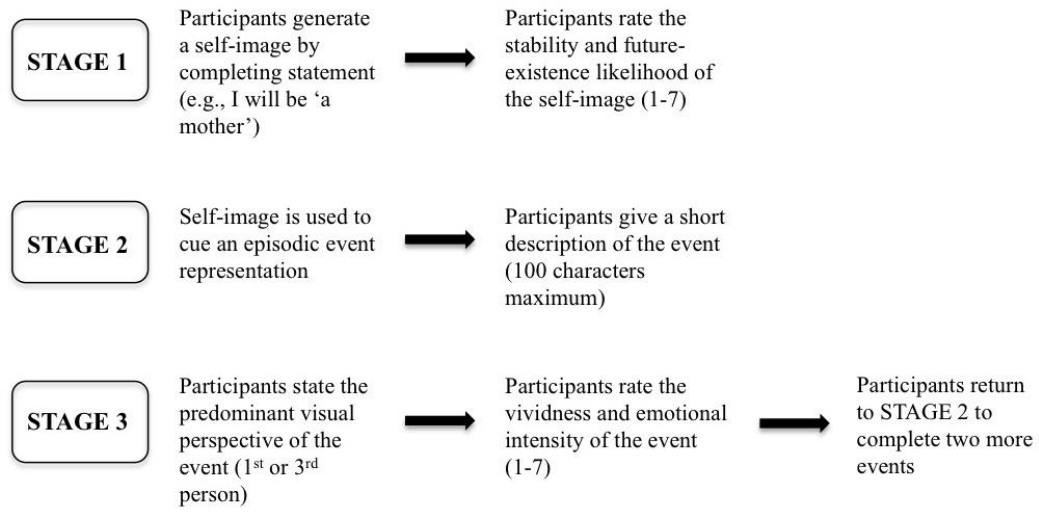 STAGE 1
Participants generate
a self-image by
completing statement
(e.g., I will be ‘a
mother’)
Participants rate the
stability and future-
existence likelihood of
the self-image (1-7)
STAGE 2
Self-image is used to
cue an episodic event
representation
Participants give a short
description of the event
(100 characters
maximum)
STAGE 3
Participants state the
predominant visual
perspective of the
event (1st or 3rd
person)
Participants rate the
vividness and emotional
intensity of the event
(1-7)
Participants return
to STAGE 2 to
complete two more
events